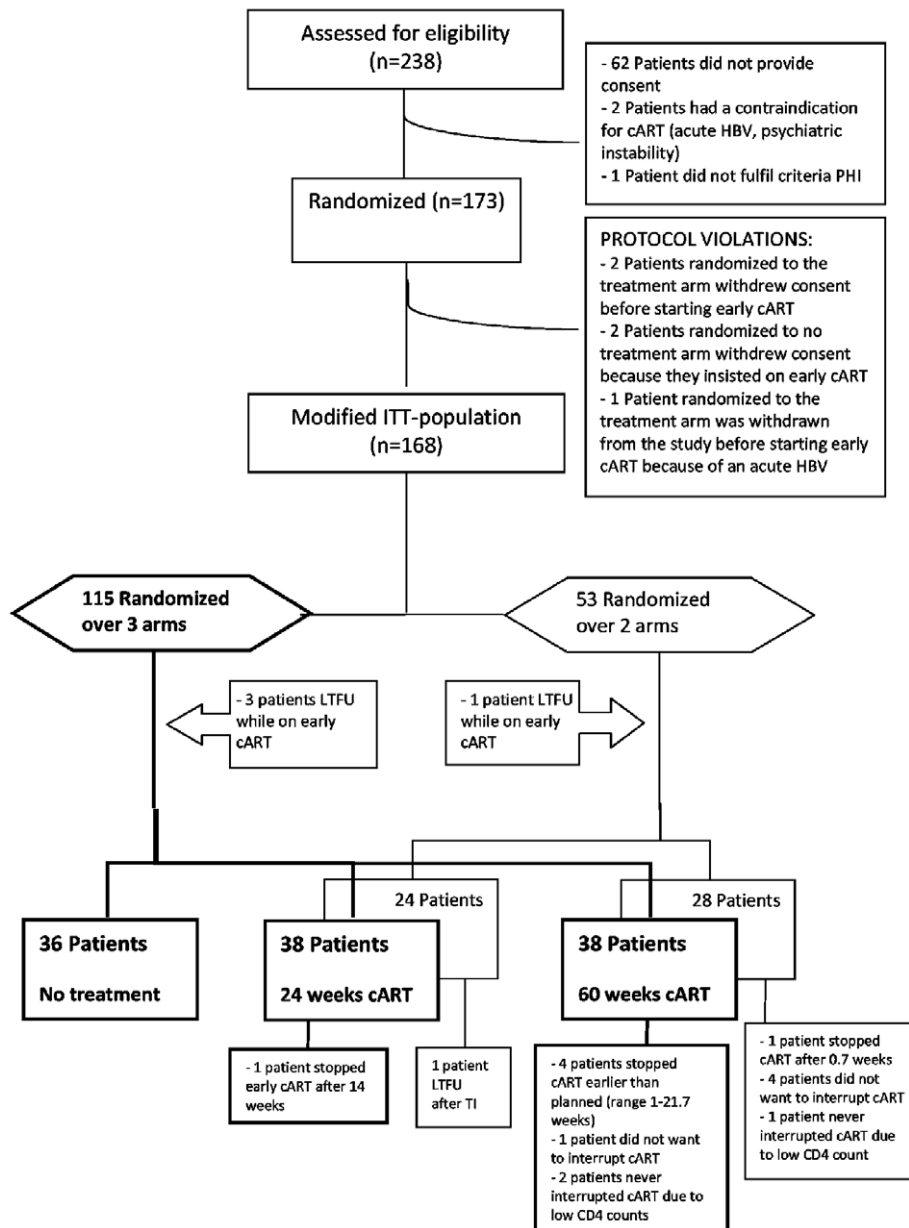 Assessed for eligibility
(n=238)
- 62 Patients did not provide
consent
- 2 Patients had a contraindication
for cART (acute HBV, psychiatric
instability)
- 1 Patient did not fulfil criteria PHI
Randomized (n=173)
PROTOCOL VIOLATIONS:
- 2 Patients randomized to the
treatment arm withdrew consent
before starting early cART
- 2 Patients randomized to no
treatment arm withdrew consent
because they insisted on early cART
- 1 Patient randomized to the
treatment arm was withdrawn
from the study before starting early
cART because of an acute HBV
Modified ITT-population
(n=168)
115 Randomized
over 3 arms
53 Randomized
over 2 arms
- 3 patients LTFU
while on early
cART
- 1 patient LTFU
while on early
cART
24 Patients
28 Patients
36 Patients
No treatment
38 Patients
24 weeks cART
38 Patients
60 weeks cART
- 1 patient stopped
early cART after 14
weeks
1 patient
LTFU
after TI
- 4 patients stopped
cART earlier than
planned (range 1-21.7
weeks)
- 1 patient did not want
to interrupt cART
- 2 patients never
interrupted cART due to
low CD4 counts
- 1 patient stopped
cART after 0.7 weeks
- 4 patients did not
want to interrupt cART
- 1 patient never
interrupted cART due
to low CD4 count